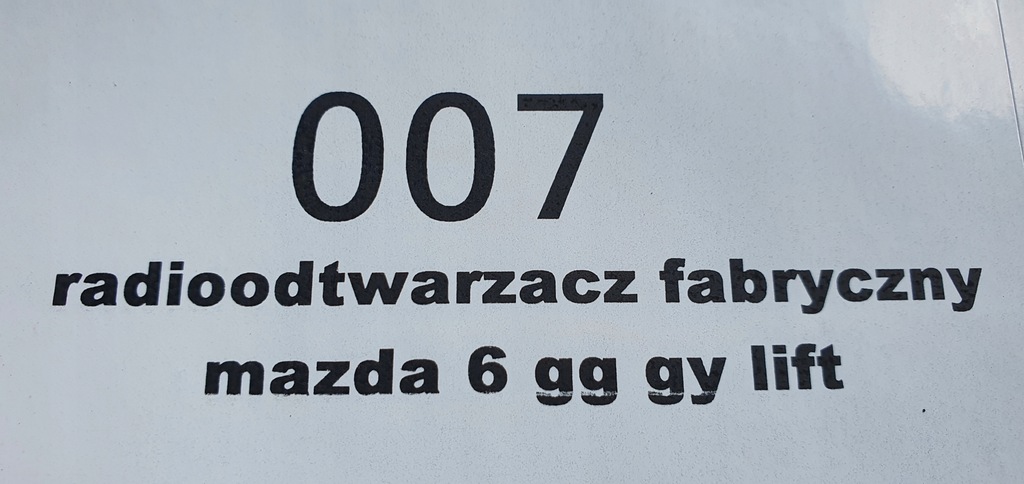 007
radioodtwarzacz fabryczny
mazda 6 gg gy lift